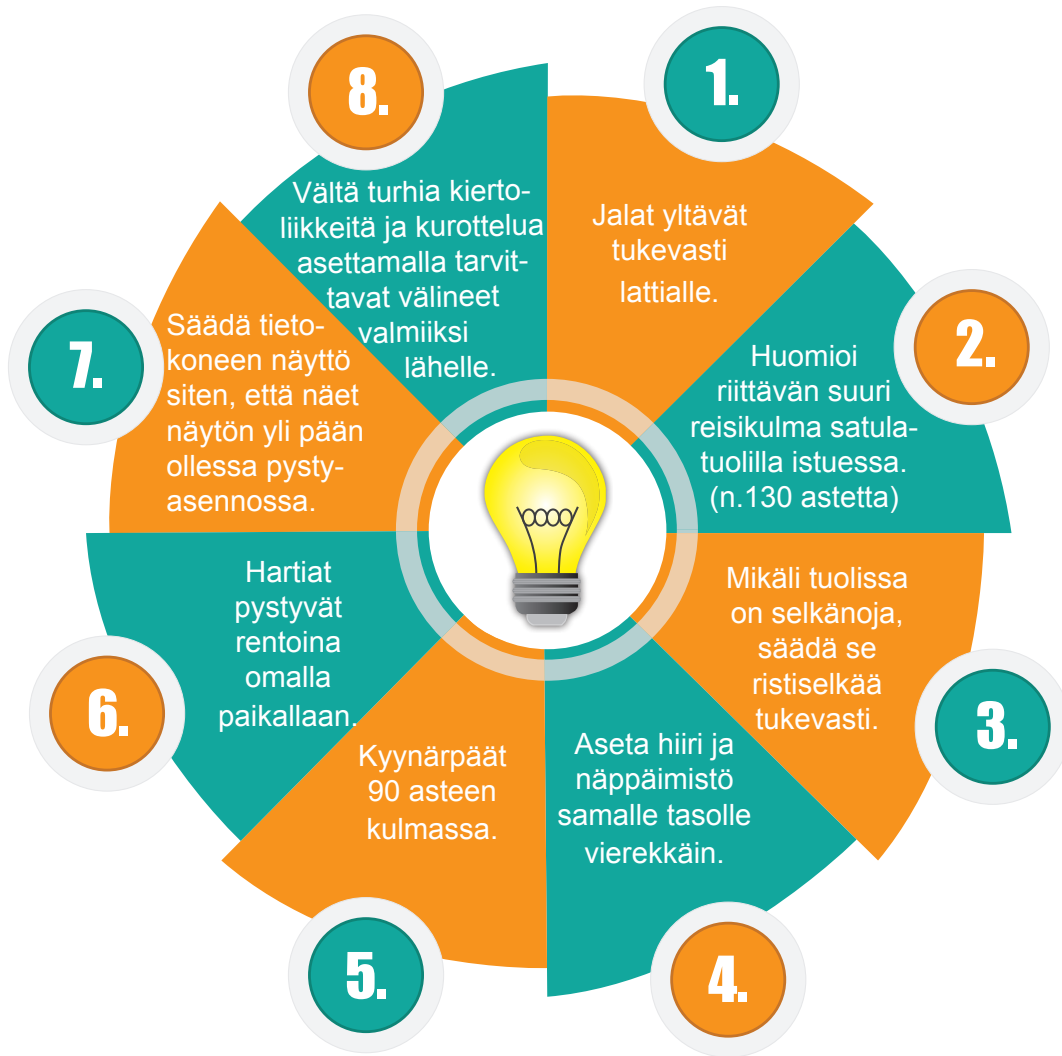 1.
Jalat yltävät
tukevasti
lattialle.
2.
Huomioi
riittävän suuri
reisikulma satula-
tuolilla istuessa.
(n.130 astetta)
3.
Mikäli tuolissa
on selkänoja,
säädä se
ristiselkää
tukevasti.
4.
Aseta hiiri ja
näppäimistö
samalle tasolle
vierekkäin.
5.
Kyynärpäät
90 asteen
kulmassa.
6.
Hartiat
pystyvät
rentoina
omalla
paikallaan.
7.
Säädä tieto-
koneen näyttö
siten, että näet
näytön yli pään
ollessa pysty-
asennossa.
8.
Vältä turhia kierto-
liikkeitä ja kurottelua
asettamalla tarvit-
tavat välineet
valmiiksi
lähelle.